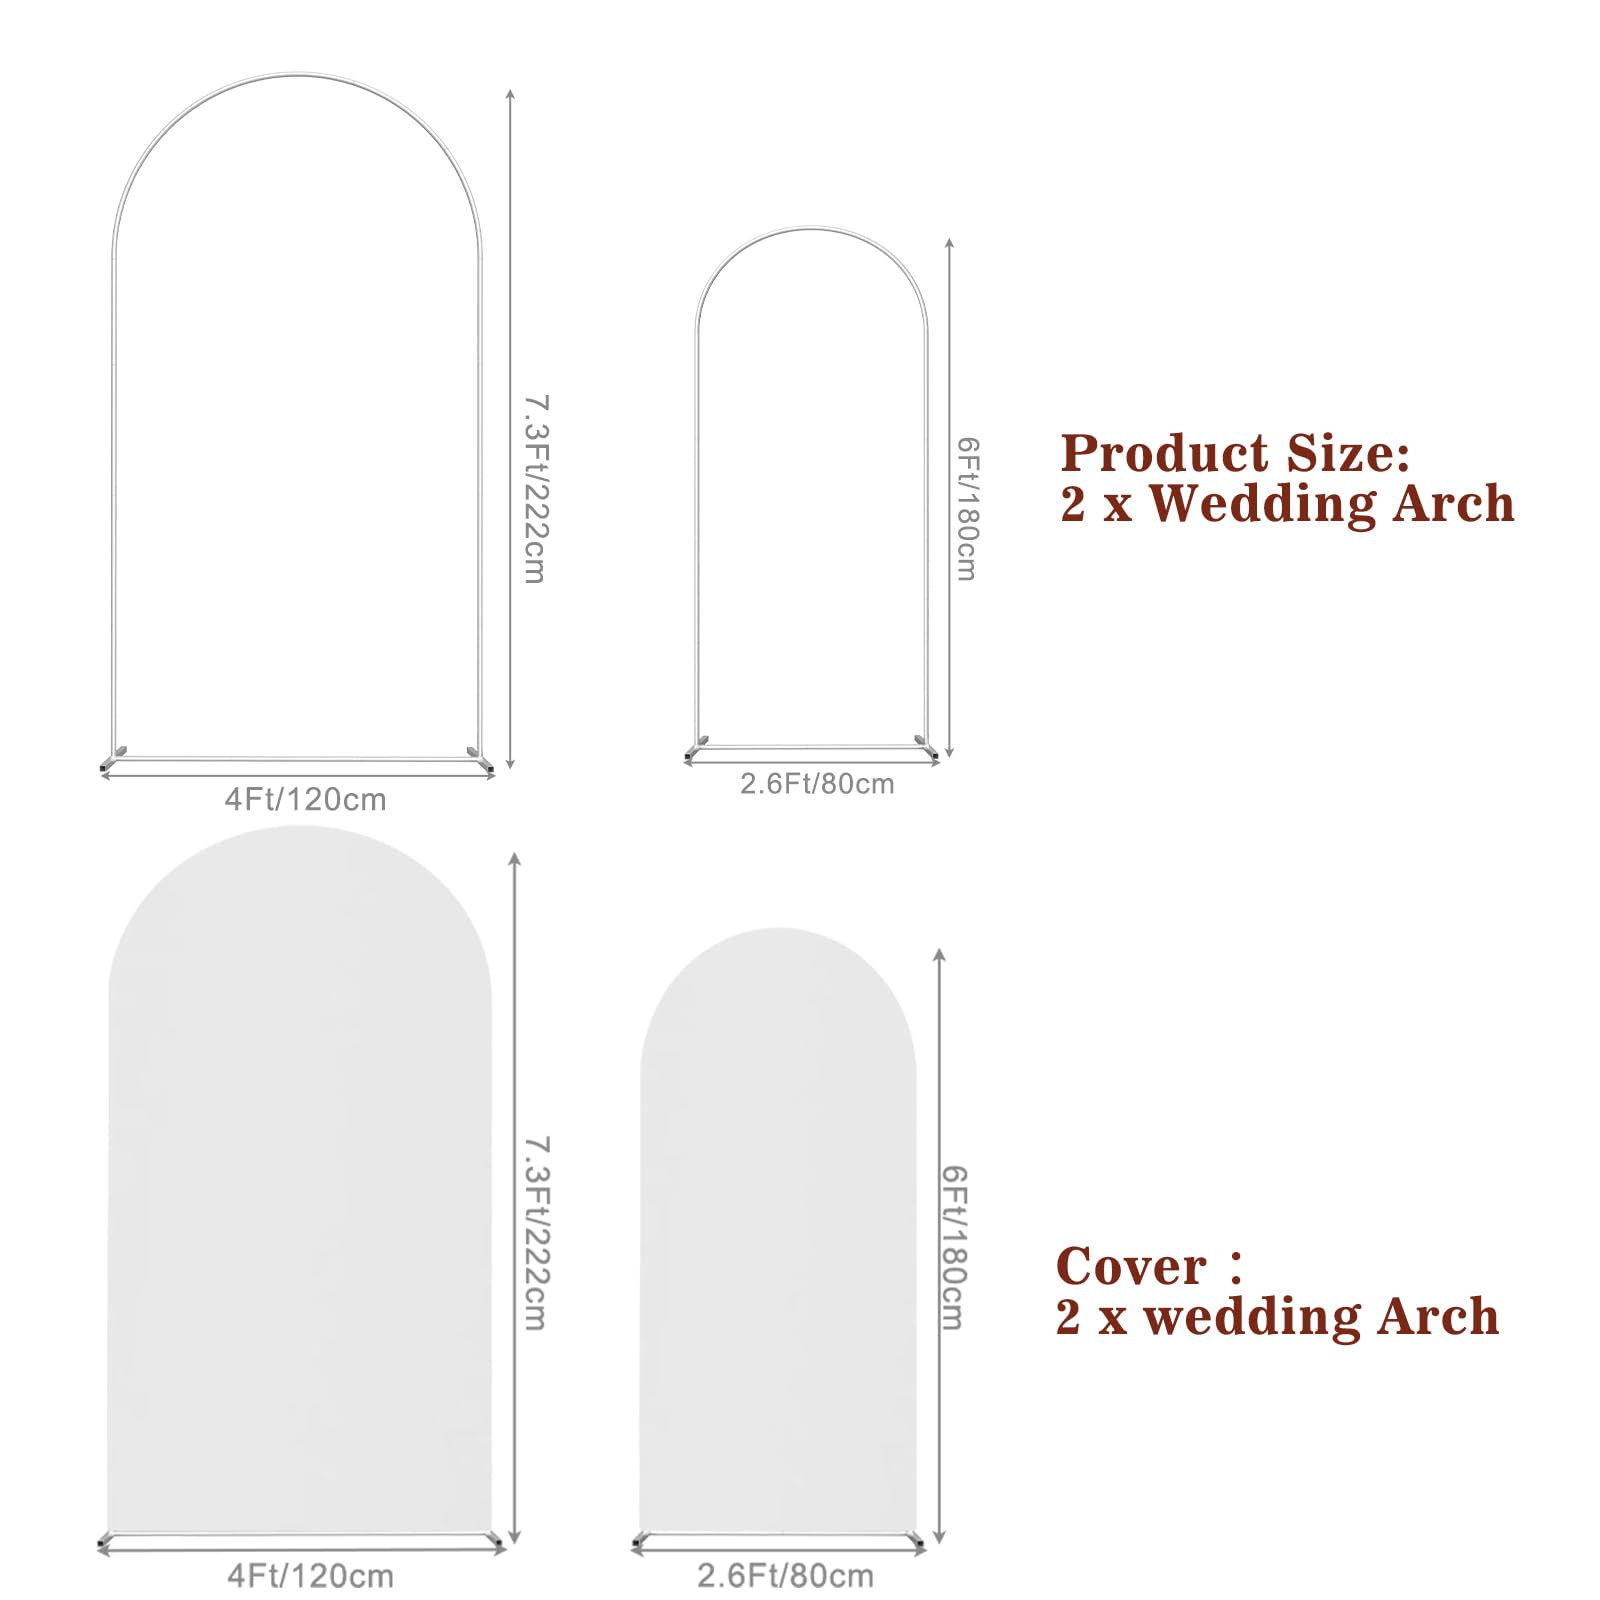 7.3Ft/222cm
6Ft/180cm
Product Size:
2 x Wedding Arch
4Ft/120cm
2.6Ft/80cm
7.3Ft/222cm
6Ft/180cm
Cover：
2 x wedding Arch
4Ft/120cm
2.6Ft/80cm